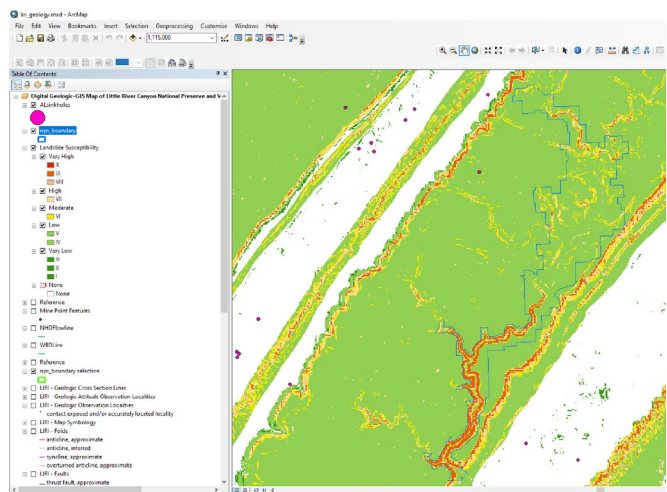 liri_geology.mxd - ArcMap
File Edit View Bookmarks Insert Selection Geoprocessing Customize Windows Help
1:115,000
Table Of Contents
Digital Geologic-GIS Map of Little River Canyon National Preserve and V
ALsinkholes
nps_boundary
Landslide Susceptibility
Very High
X
IX
VIII
High
VII
Moderate
VI
Low
V
IV
Very Low
III
II
I
None
None
Reference
Mine Point Features
NHDFlowline
WBDLine
Reference
nps_boundary selection
LIRI - Geologic Cross Section Lines
LIRI - Geologic Attitude Observation Localities
LIRI - Geologic Observation Localities
contact exposed and/or accurately located locality
LIRI - Map Symbology
LIRI - Folds
anticline, approximate
anticline, inferred
syncline, approximate
overturned anticline, approximate
LIRI - Faults
thrust fault, approximate